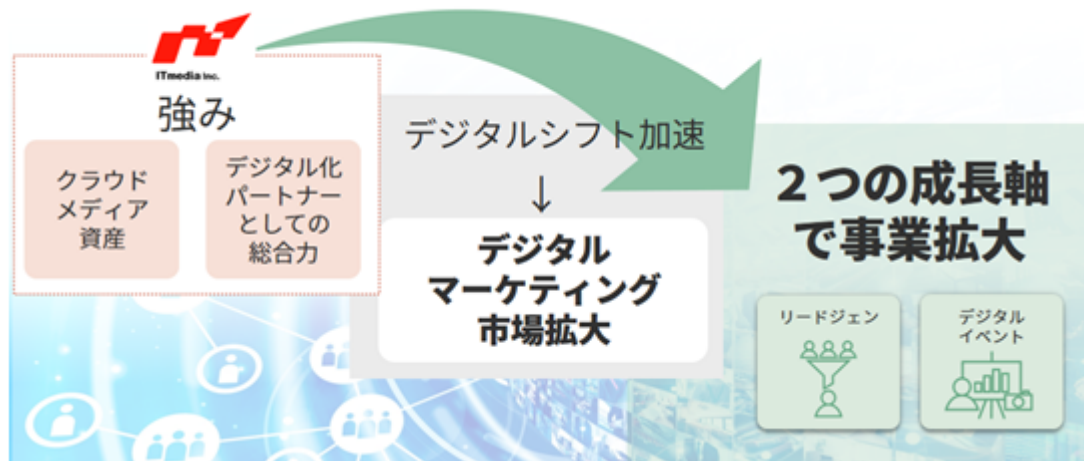 ITmedia Inc.
強み
クラウド
メディア
資産
デジタル化
パートナー
としての
総合力
デジタルシフト加速
↓
デジタル
マーケティング
市場拡大
２つの成長軸
で事業拡大
リードジェン
デジタル
イベント